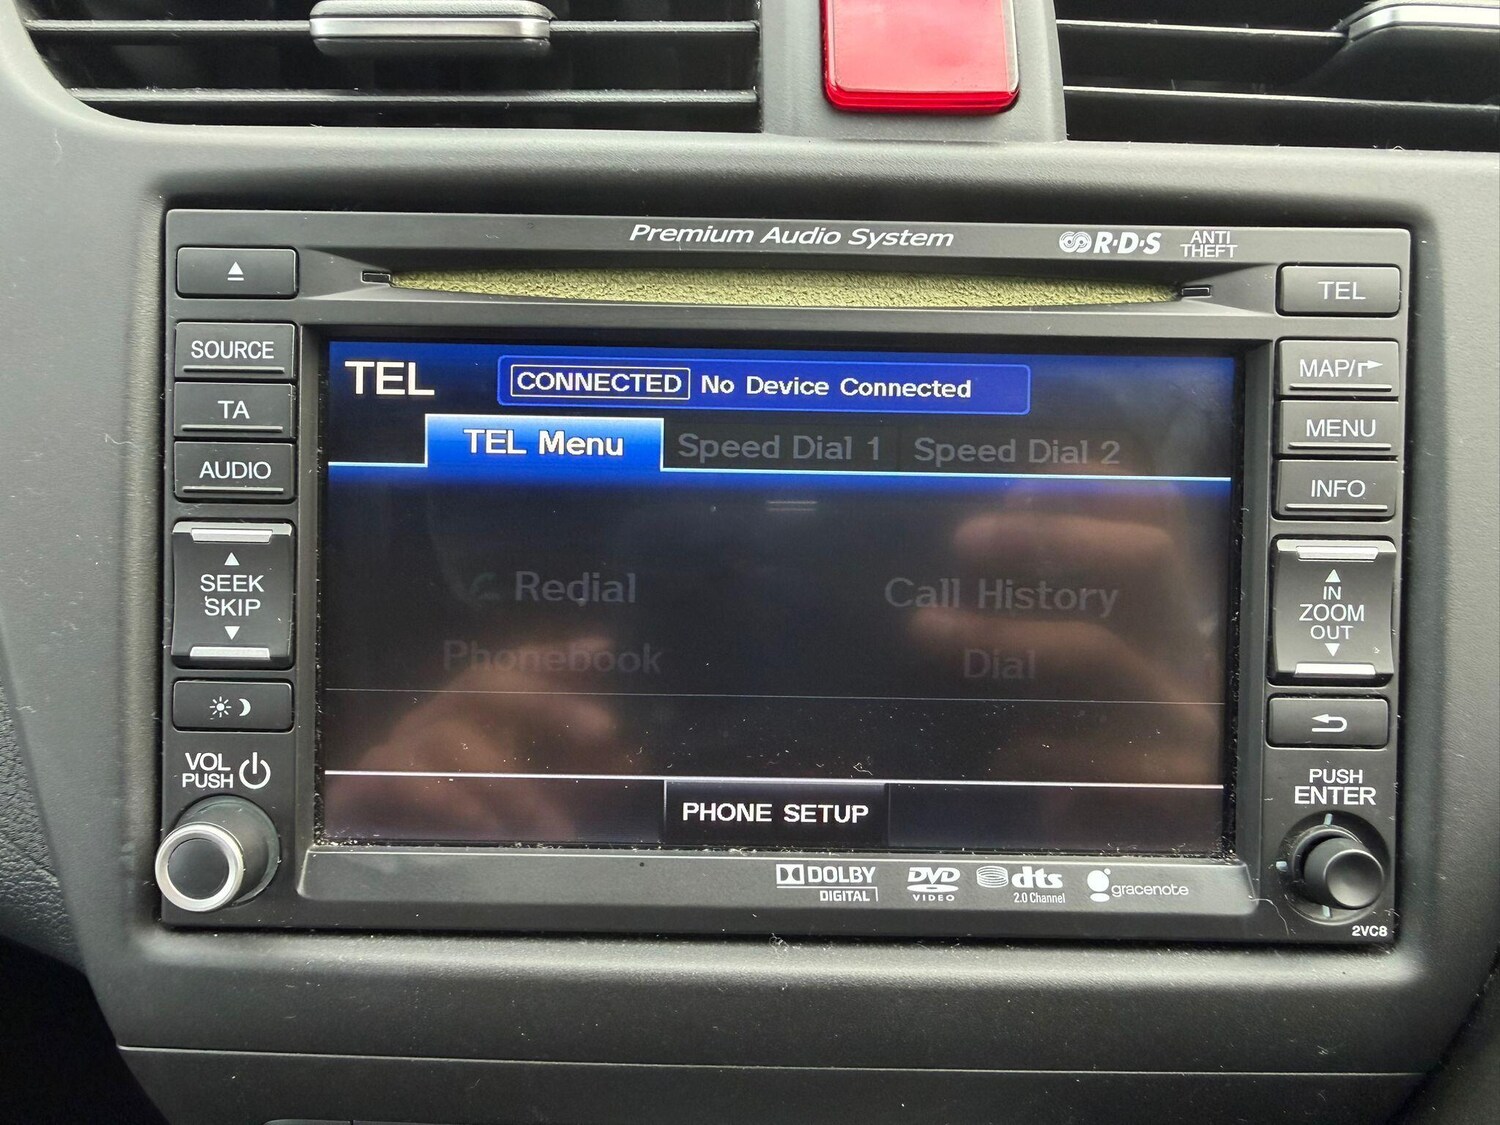 Premium Audio System
R·D·S
ANTI
THEFT
TEL
SOURCE
TA
AUDIO
SEEK
SKIP
VOL
PUSH
MAP/
MENU
INFO
IN
ZOOM
OUT
PUSH
ENTER
2VC8
TEL
CONNECTED No Device Connected
TEL Menu Speed Dial 1 Speed Dial 2
Redial Call History
Phonebook Dial
PHONE SETUP
DOLBY
DIGITAL
DVD
VIDEO
dts
2.0 Channel
gracenote